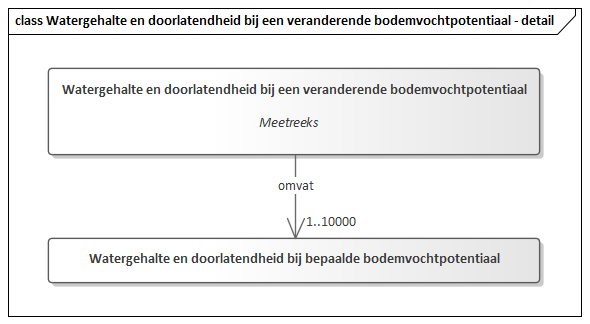 class Watergehalte en doorlatendheid bij een veranderende bodemvochtpotentiaal - detail
Watergehalte en doorlatendheid bij een veranderende bodemvochtpotentiaal
Meetreeks
omvat
1..10000
Watergehalte en doorlatendheid bij bepaalde bodemvochtpotentiaal